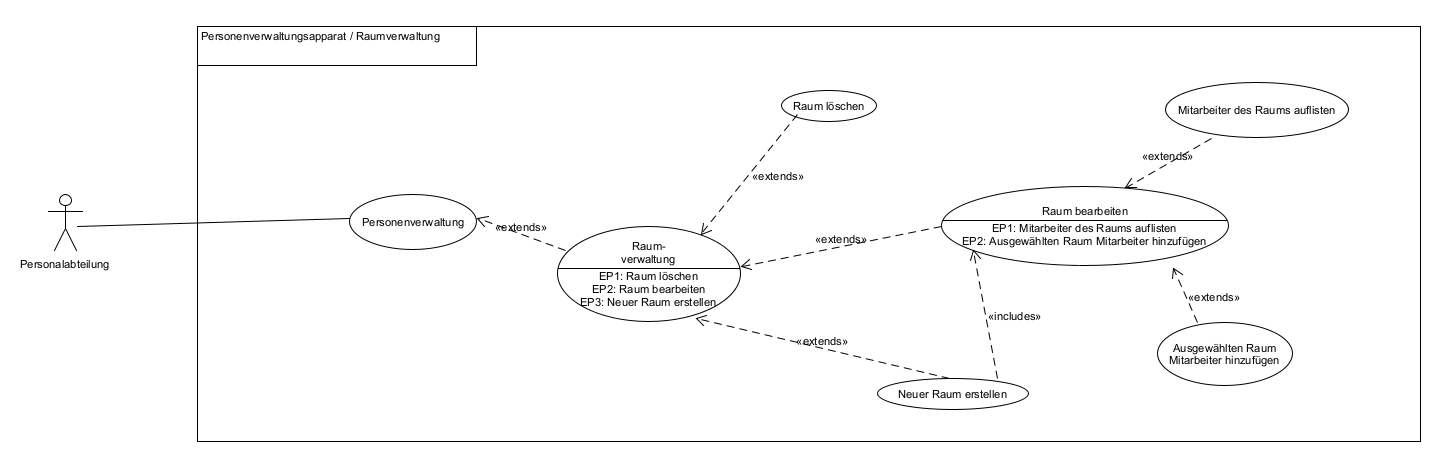 Personenverwaltungsapparat / Raumverwaltung
Raum löschen
Mitarbeiter des Raums auflisten
«extends»
«extends»
Personalabteilung
Personenverwaltung
«extends»
Raum-
verwaltung
EP1: Raum löschen
EP2: Raum bearbeiten
EP3: Neuer Raum erstellen
«extends»
Raum bearbeiten
EP1: Mitarbeiter des Raums auflisten
EP2: Ausgewählten Raum Mitarbeiter hinzufügen
«extends»
«includes»
«extends»
Ausgewählten Raum
Mitarbeiter hinzufügen
Neuer Raum erstellen